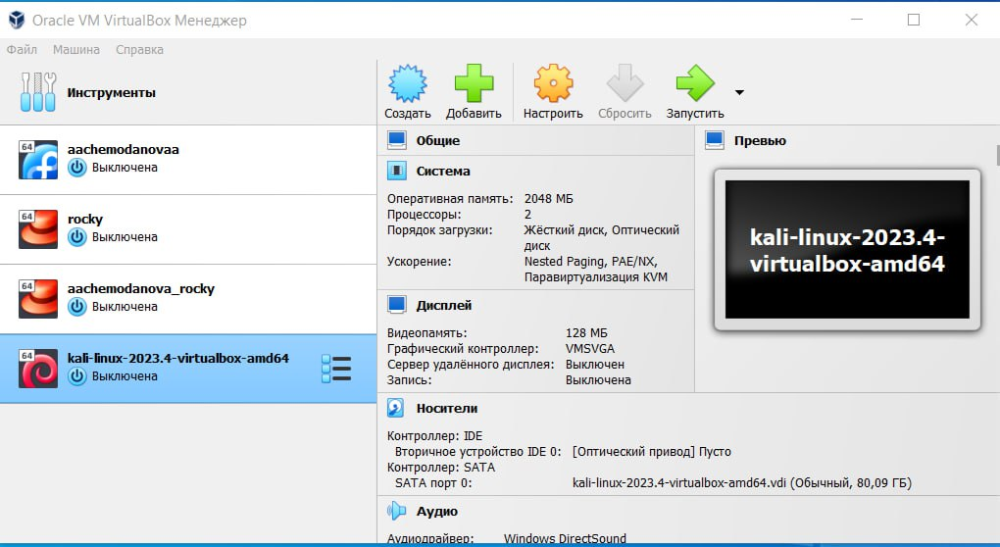 Oracle VM VirtualBox Менеджер
Файл Машина Справка
Инструменты
Создать Добавить Настроить Сбросить Запустить
64
aachemodanovaa
Выключена
64
rocky
Выключена
64
aachemodanova_rocky
Выключена
64
kali-linux-2023.4-virtualbox-amd64
Выключена
Общие
Система
Оперативная память: 2048 МБ
Процессоры: 2
Порядок загрузки: Жёсткий диск, Оптический
диск
Ускорение: Nested Paging, PAE/NX,
Паравиртуализация KVM
Дисплей
Видеопамять: 128 МБ
Графический контроллер: VMSVGA
Сервер удалённого дисплея: Выключен
Запись: Выключена
Превью
kali-linux-2023.4-
virtualbox-amd64
Носители
Контроллер: IDE
Вторичное устройство IDE 0: [Оптический привод] Пусто
Контроллер: SATA
SATA порт 0: kali-linux-2023.4-virtualbox-amd64.vdi (Обычный, 80,09 ГБ)
Аудио
Аудиодрайвер: Windows DirectSound